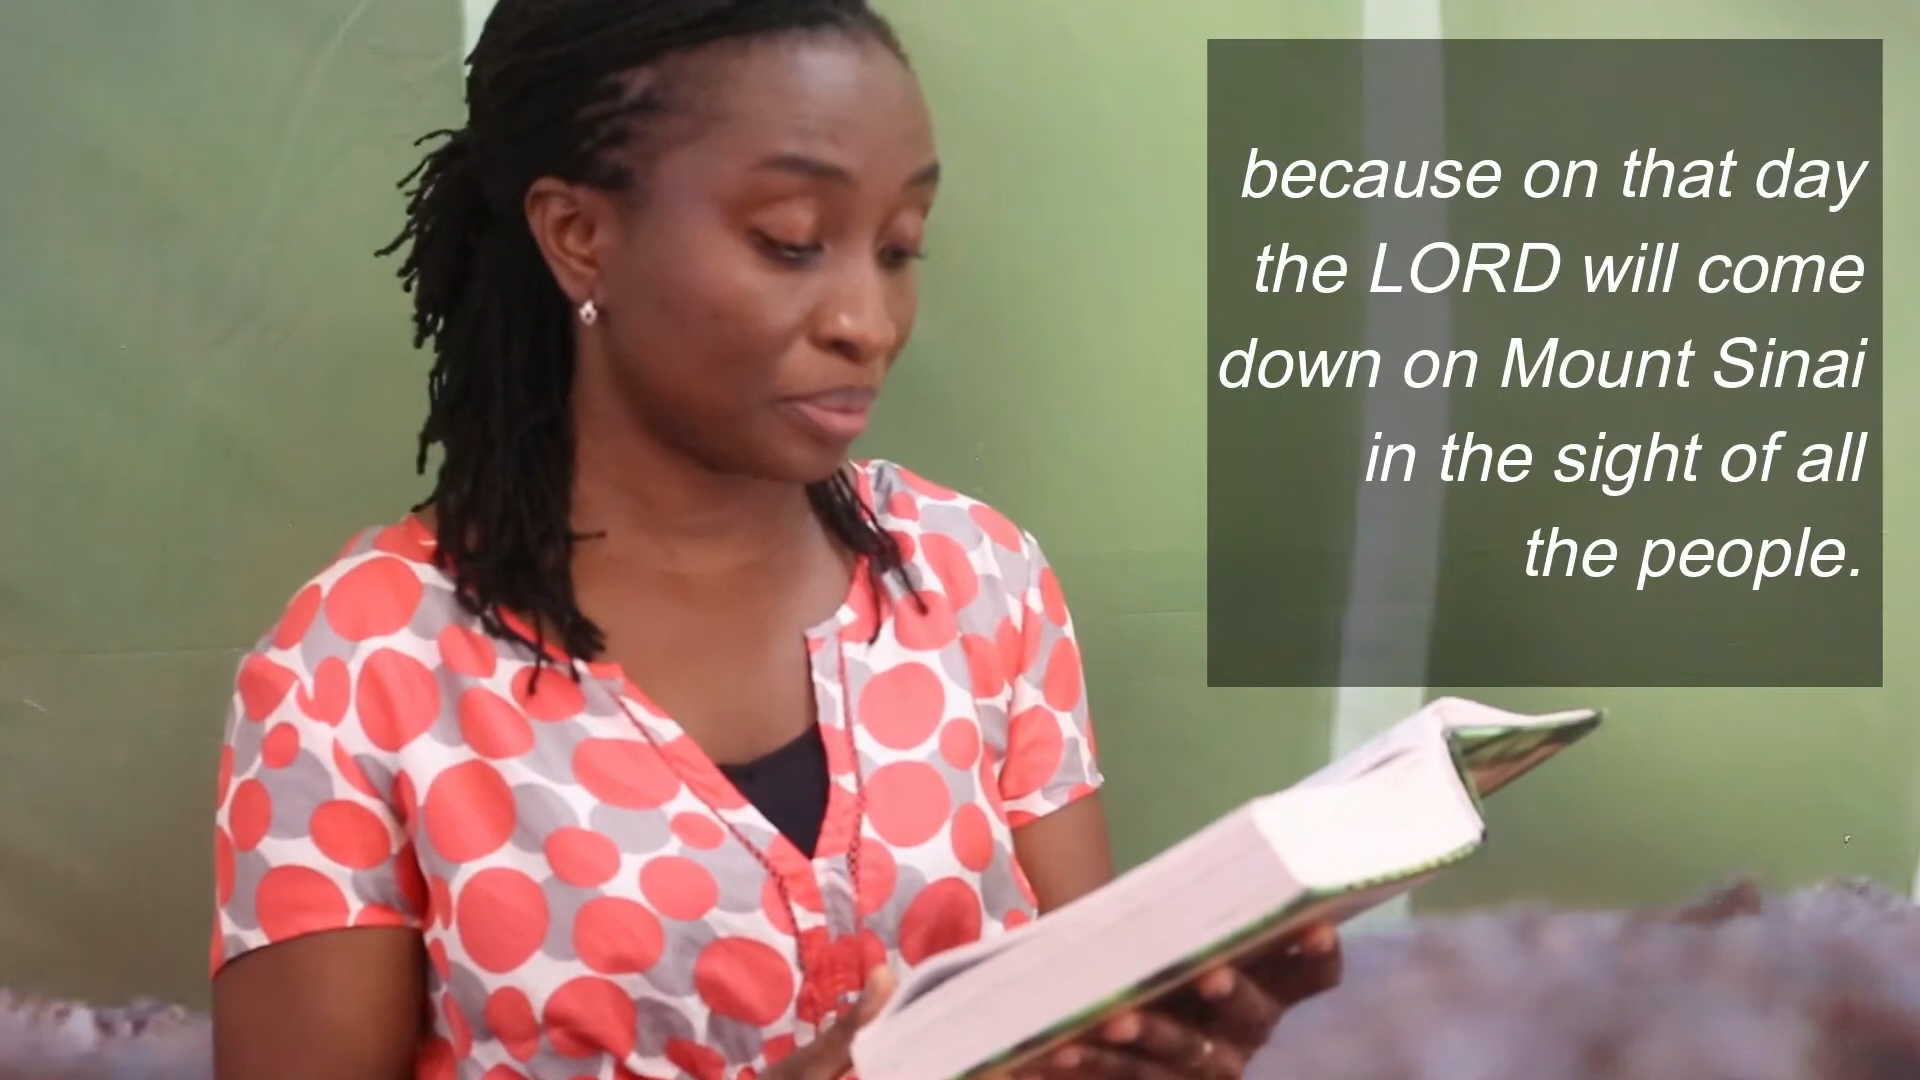 because on that day
the LORD will come
down on Mount Sinai
in the sight of all
the people.